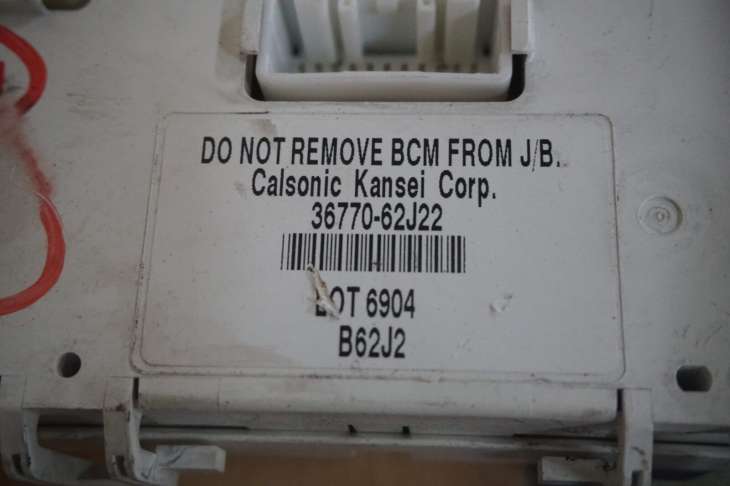 DO NOT REMOVE BCM FROM J/B.
Calsonic Kansei Corp.
36770-62J22
LOT 6904
B62J2